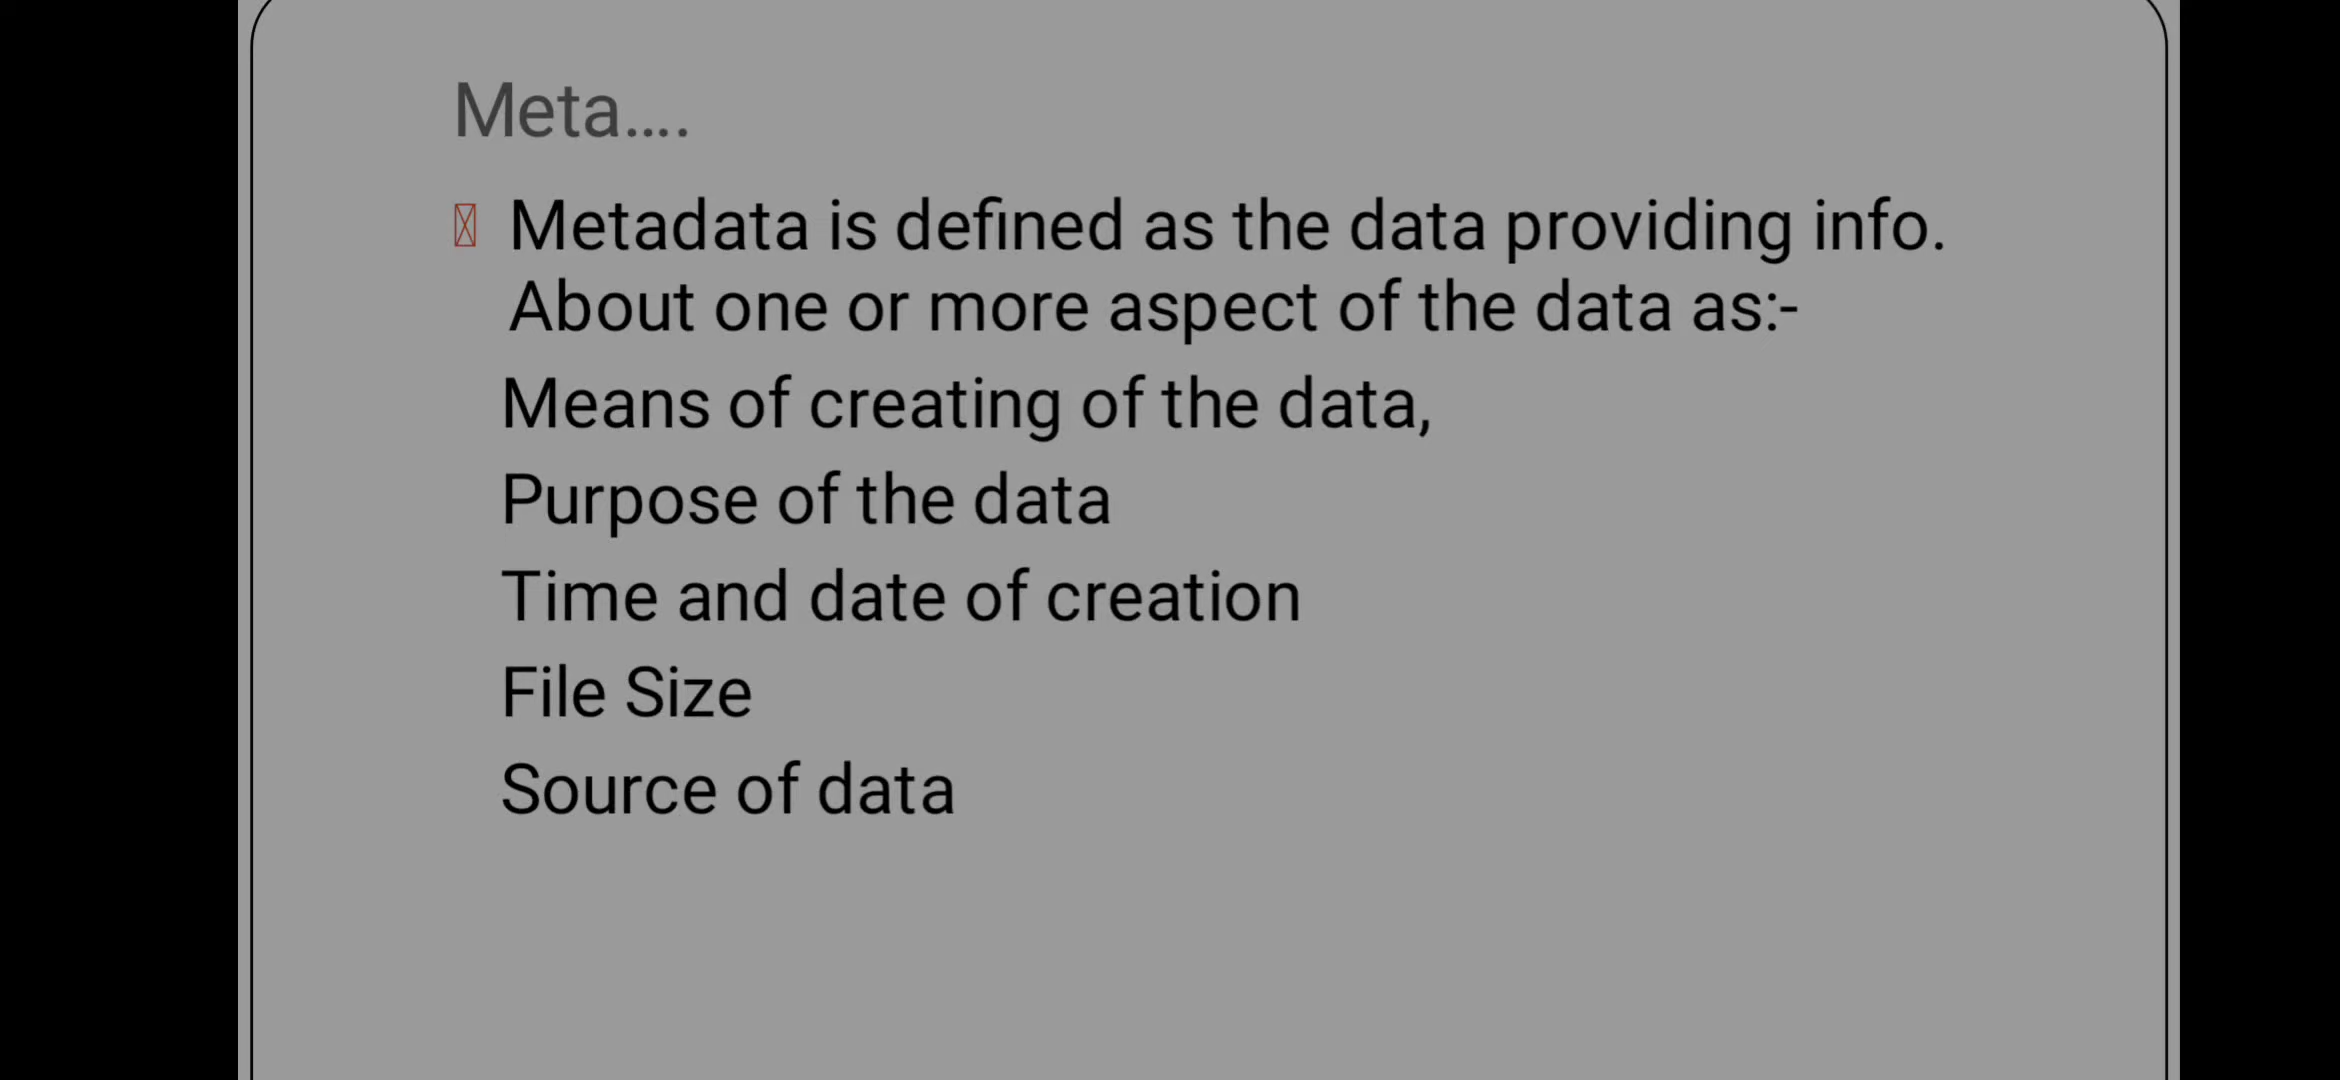 Meta....
Metadata is defined as the data providing info.
About one or more aspect of the data as:-
Means of creating of the data,
Purpose of the data
Time and date of creation
File Size
Source of data